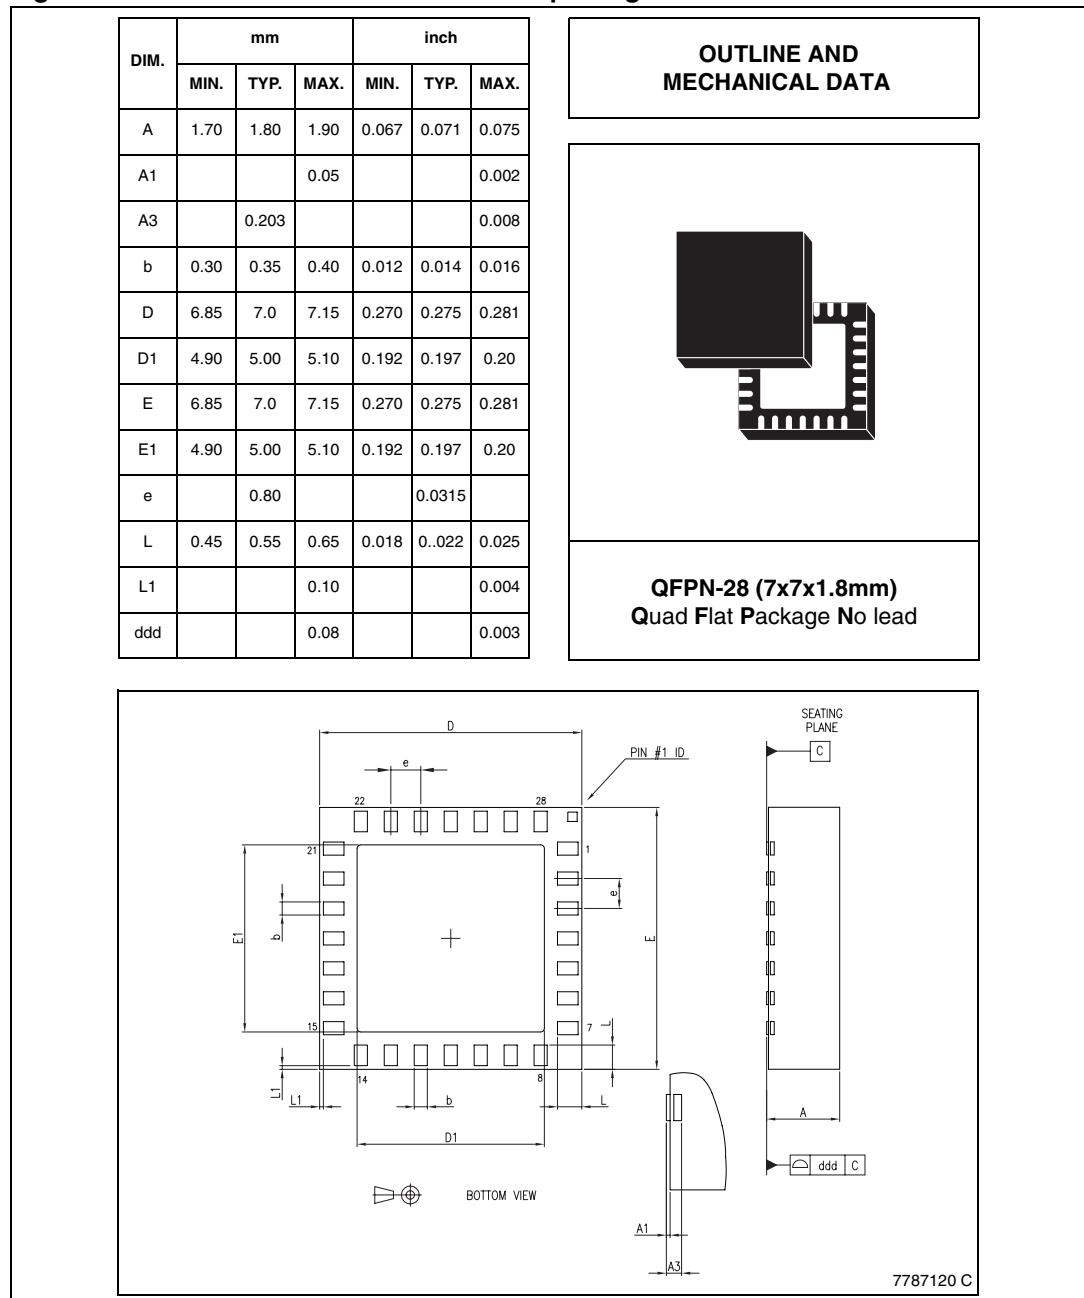 DIM. mm inch
MIN. TYP. MAX. MIN. TYP. MAX.
A 1.70 1.80 1.90 0.067 0.071 0.075
A1 0.05 0.002
A3 0.203 0.008
b 0.30 0.35 0.40 0.012 0.014 0.016
D 6.85 7.0 7.15 0.270 0.275 0.281
D1 4.90 5.00 5.10 0.192 0.197 0.20
E 6.85 7.0 7.15 0.270 0.275 0.281
E1 4.90 5.00 5.10 0.192 0.197 0.20
e 0.80 0.0315
L 0.45 0.55 0.65 0.018 0..022 0.025
L1 0.10 0.004
ddd 0.08 0.003
OUTLINE AND
MECHANICAL DATA
QFPN-28 (7x7x1.8mm)
Quad Flat Package No lead
D
SEATING
PLANE
C
PIN #1 ID
e
22
28
21
1
e
b
E1
E
15
7
L
14
8
L1
L1
b
L
D1
A
ddd C
BOTTOM VIEW
A1
A3
7787120 C